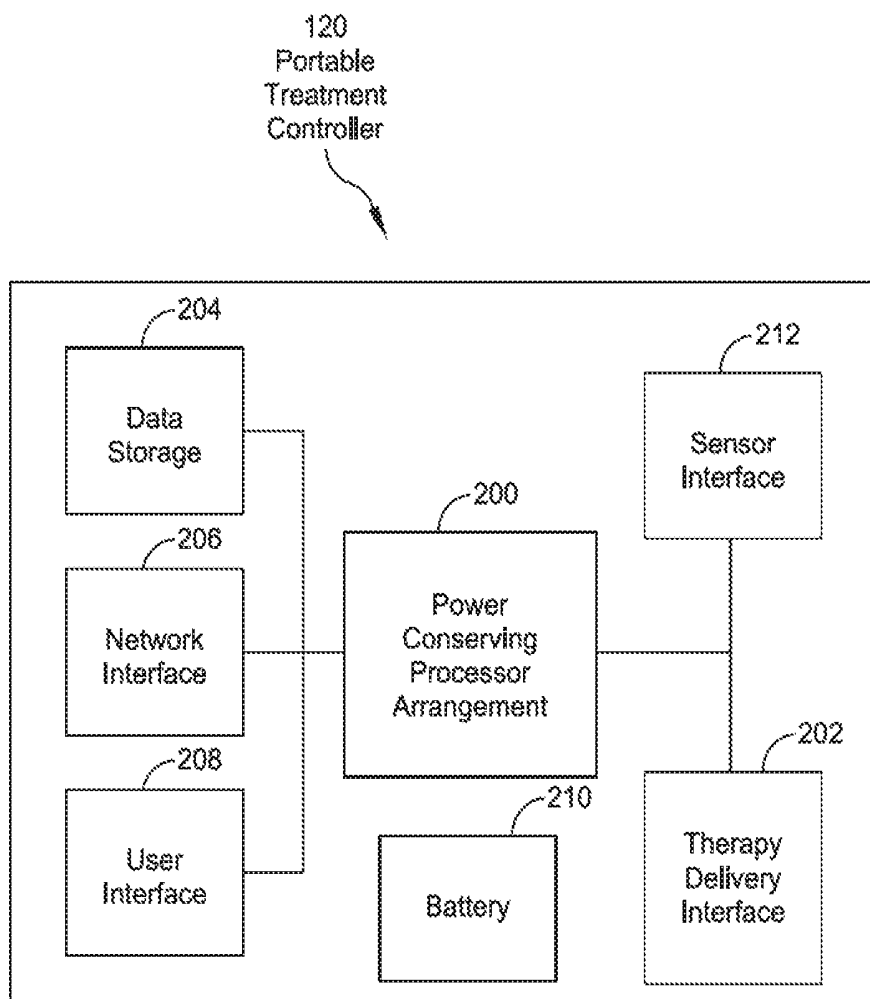 120
Portable
Treatment
Controller
204
Data
Storage
212
Sensor
Interface
206
Network
Interface
200
Power
Conserving
Processor
Arrangement
208
User
Interface
210
Battery
202
Therapy
Delivery
Interface